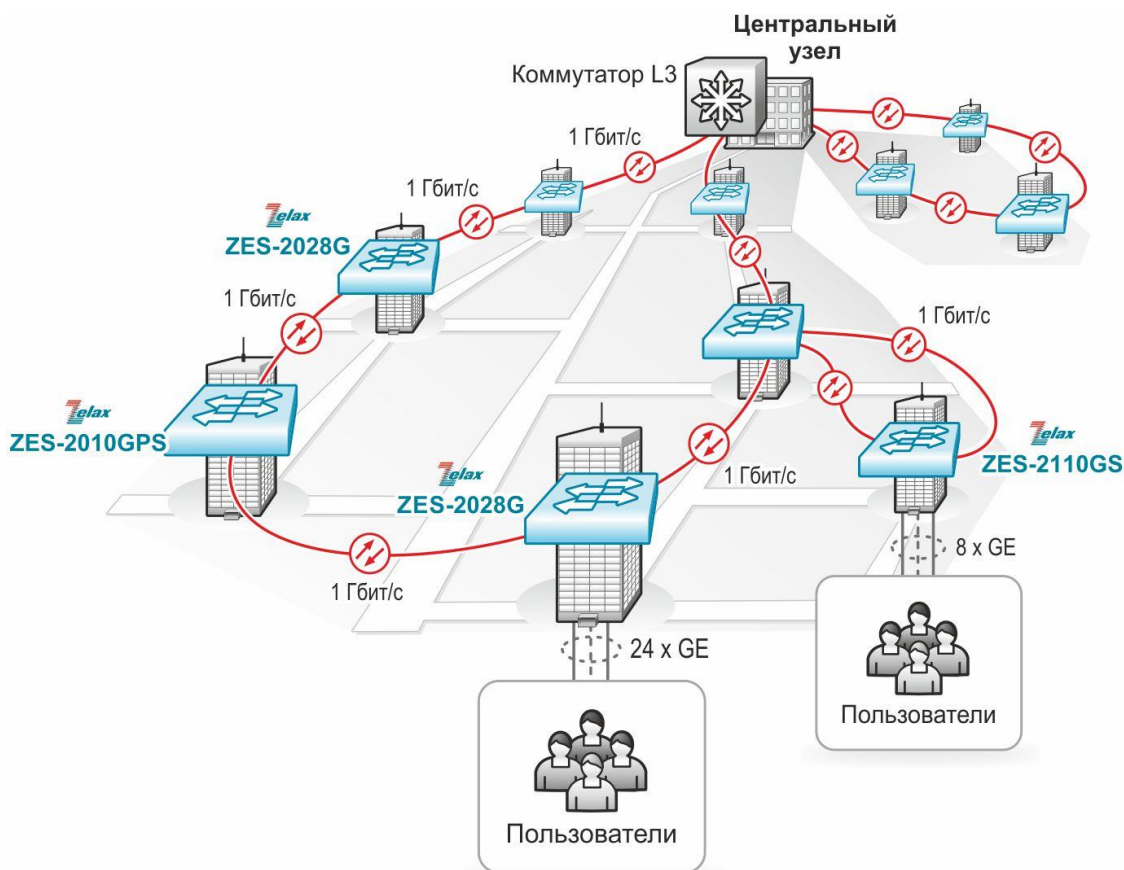 Центральный
узел
Коммутатор L3
1 Гбит/с
1 Гбит/с
Zelax
ZES-2028G
1 Гбит/с
1 Гбит/с
Zelax
ZES-2010GPS
Zelax
ZES-2110GS
Zelax
ZES-2028G
1 Гбит/с
8 x GE
1 Гбит/с
24 x GE
Пользователи
Пользователи